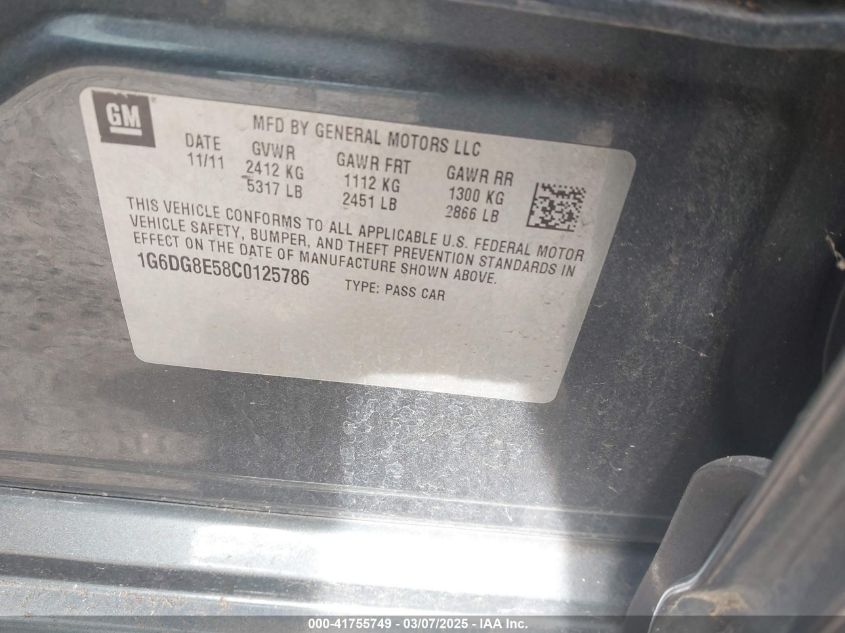 GM
MFD BY GENERAL MOTORS LLC
DATE GVWR GAWR FRT GAWR RR
11/11 2412 KG 1112 KG 1300 KG
5317 LB 2451 LB 2866 LB
THIS VEHICLE CONFORMS TO ALL APPLICABLE U.S. FEDERAL MOTOR
VEHICLE SAFETY, BUMPER, AND THEFT PREVENTION STANDARDS IN
EFFECT ON THE DATE OF MANUFACTURE SHOWN ABOVE.
1G6DG8E58C0125786 TYPE: PASS CAR
000-41755749 - 03/07/2025 - IAA Inc.